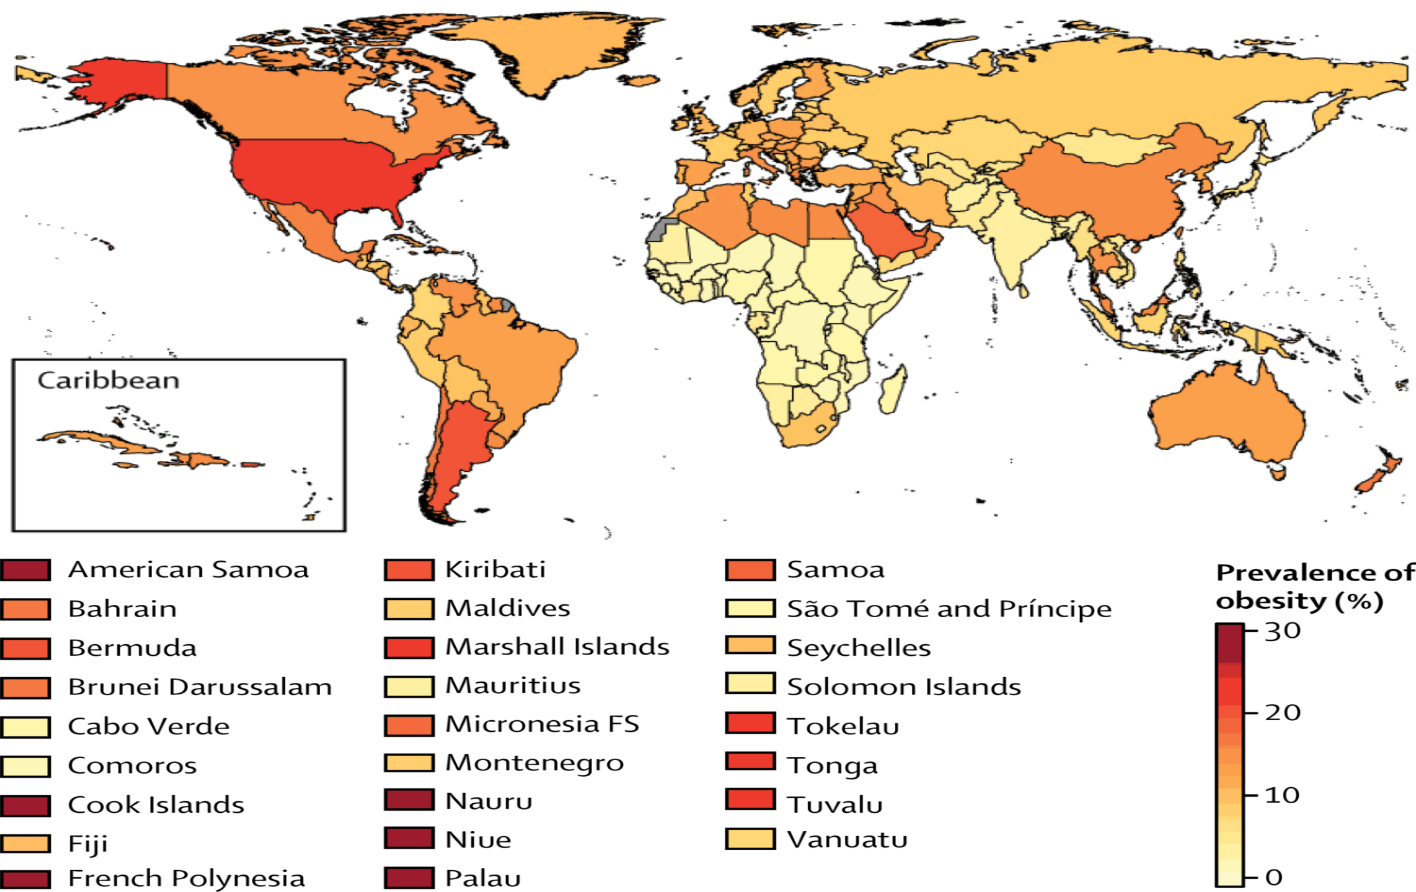 Caribbean
American Samoa
Bahrain
Bermuda
Brunei Darussalam
Cabo Verde
Comoros
Cook Islands
Fiji
French Polynesia
Kiribati
Maldives
Marshall Islands
Mauritius
Micronesia FS
Montenegro
Nauru
Niue
Palau
Samoa
São Tomé and Príncipe
Seychelles
Solomon Islands
Tokelau
Tonga
Tuvalu
Vanuatu
Prevalence of
obesity (%)
30
20
10
0